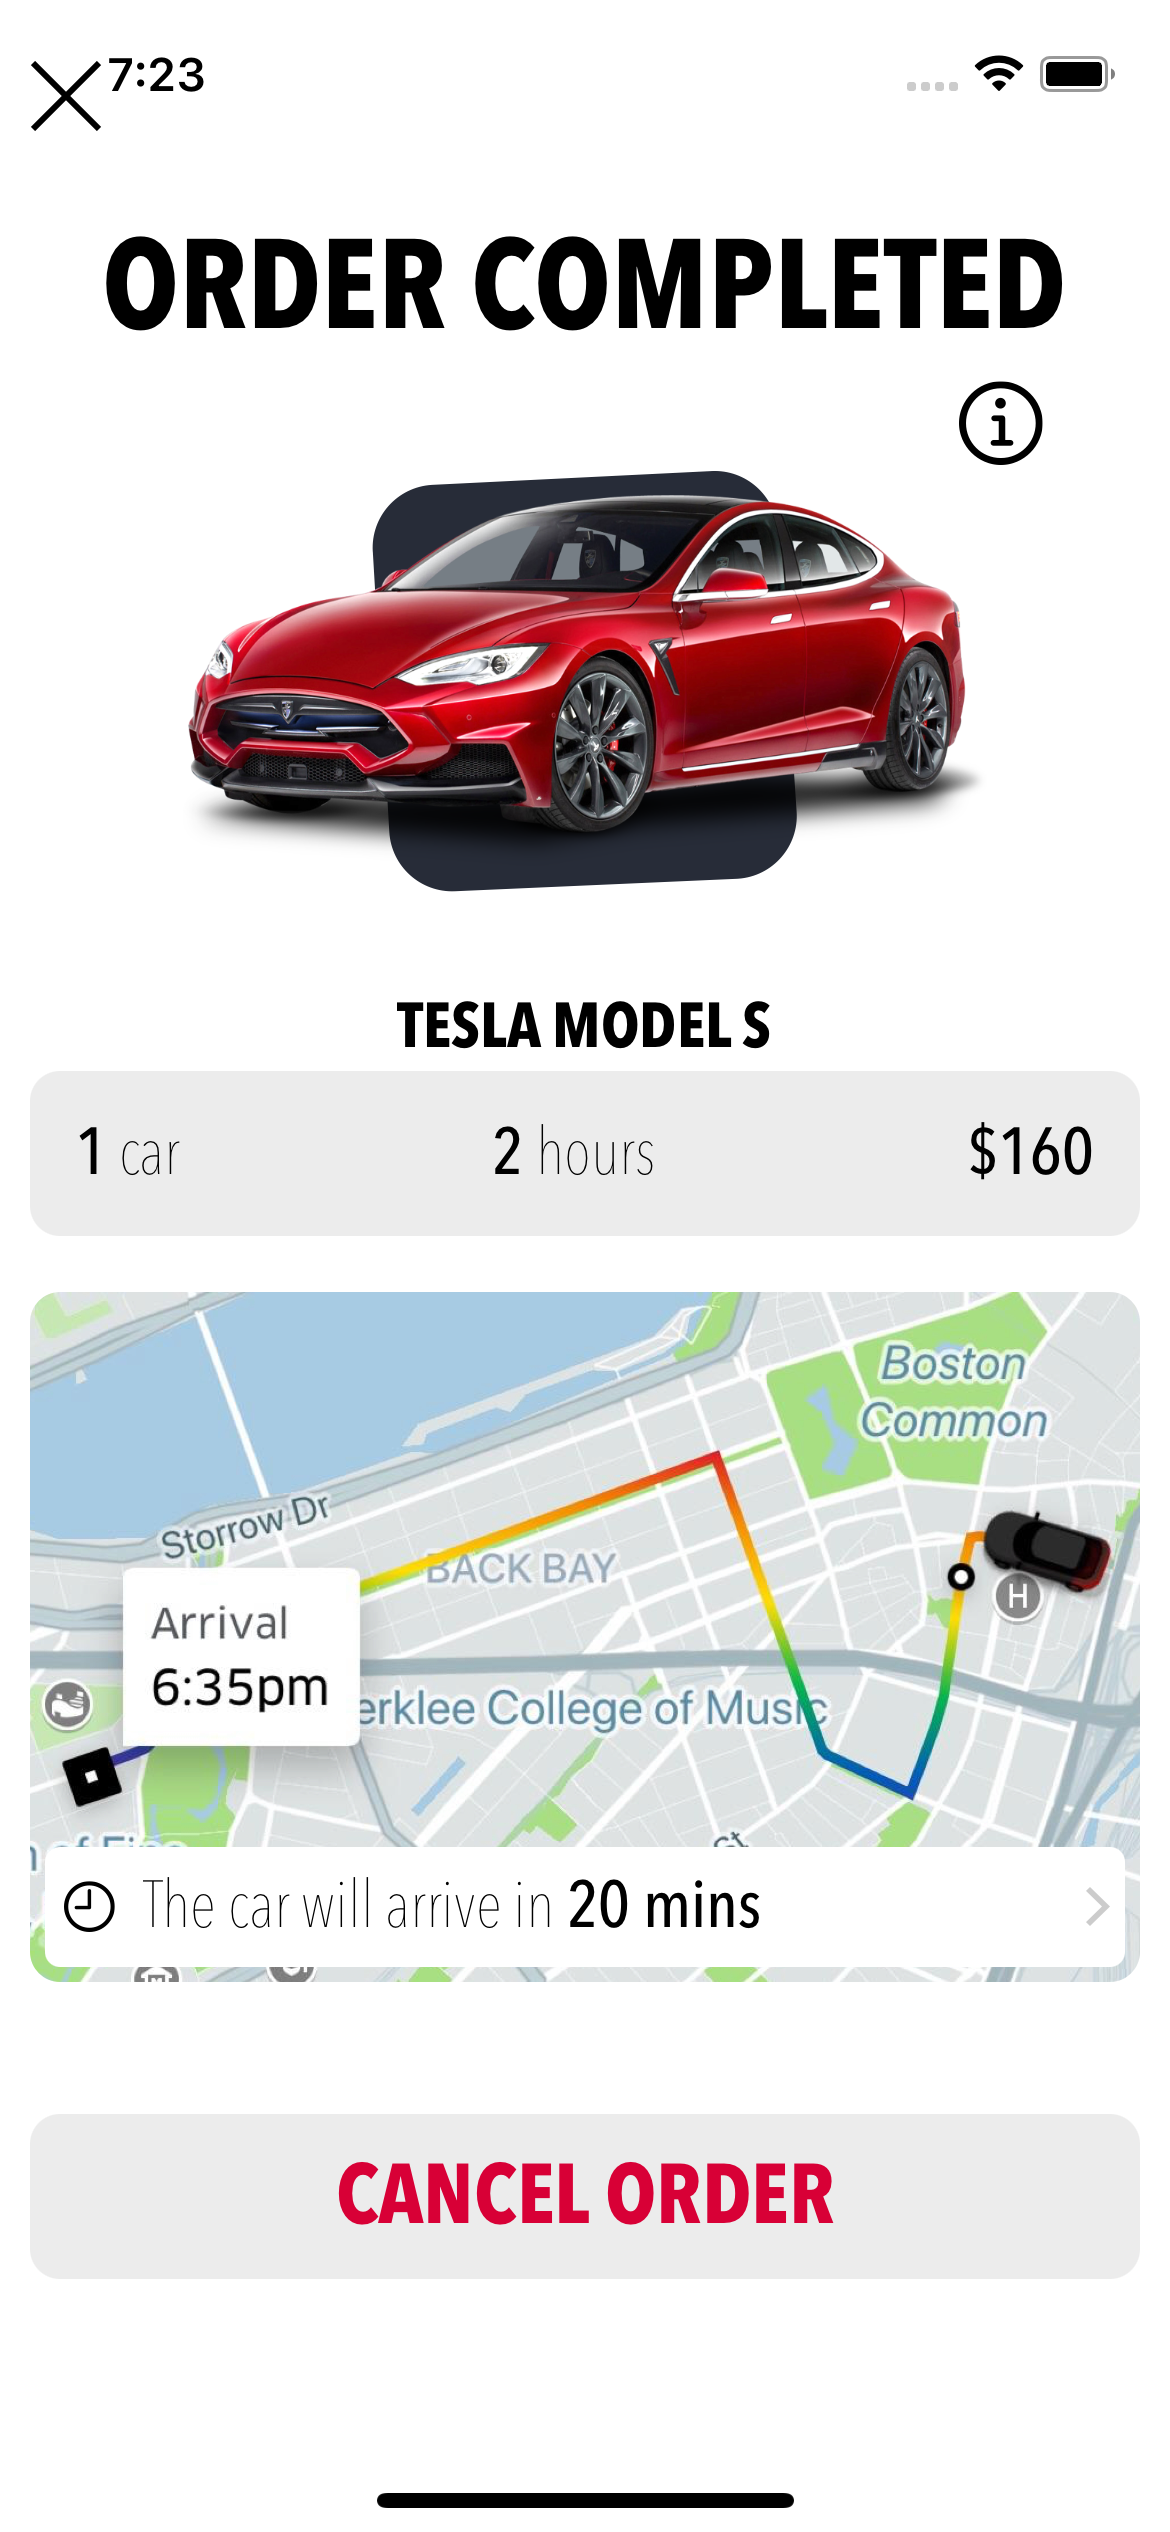 7:23
ORDER COMPLETED
TESLA MODEL S
1 car
2 hours
$160
Boston
Common
Storrow Dr
BACK BAY
Arrival
6:35pm
erklee College of Music
H
The car will arrive in 20 mins
CANCEL ORDER